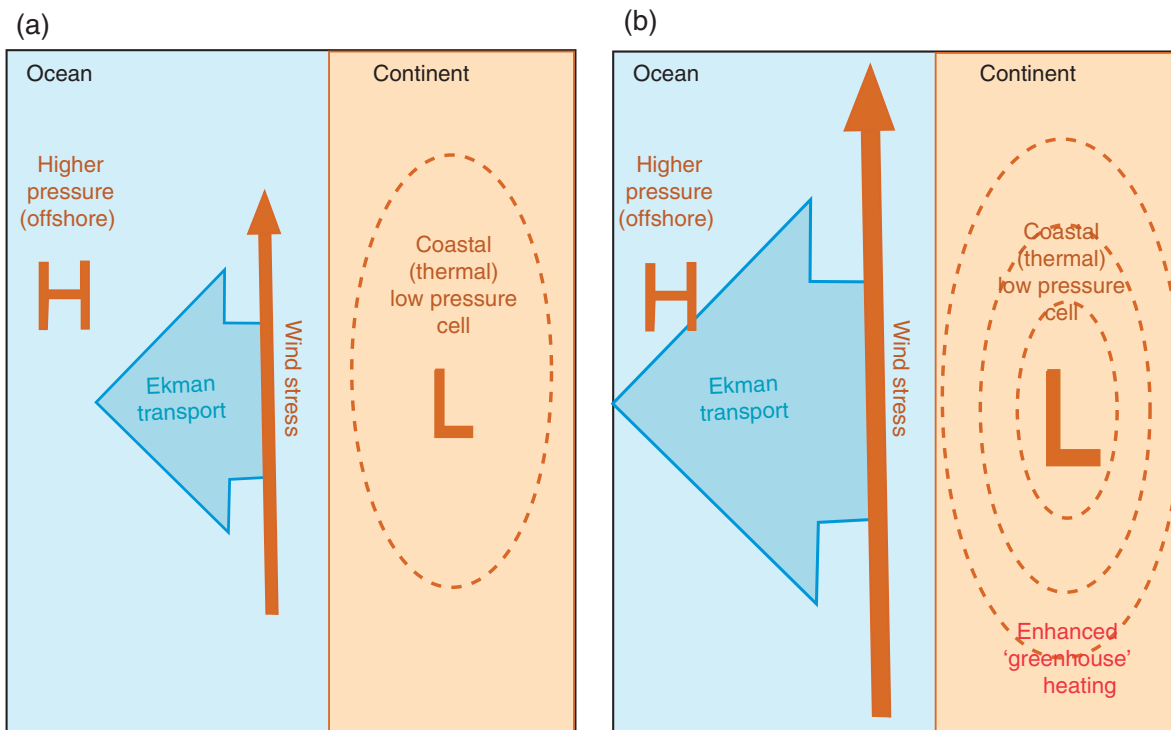 (a)
Ocean
Continent
Higher
pressure
(offshore)
H
Coastal
(thermal)
low pressure
cell
L
Ekman
transport
Wind stress
(b)
Ocean
Continent
Higher
pressure
(offshore)
H
Coastal
(thermal)
low pressure
cell
L
Ekman
transport
Wind stress
Enhanced
‘greenhouse’
heating